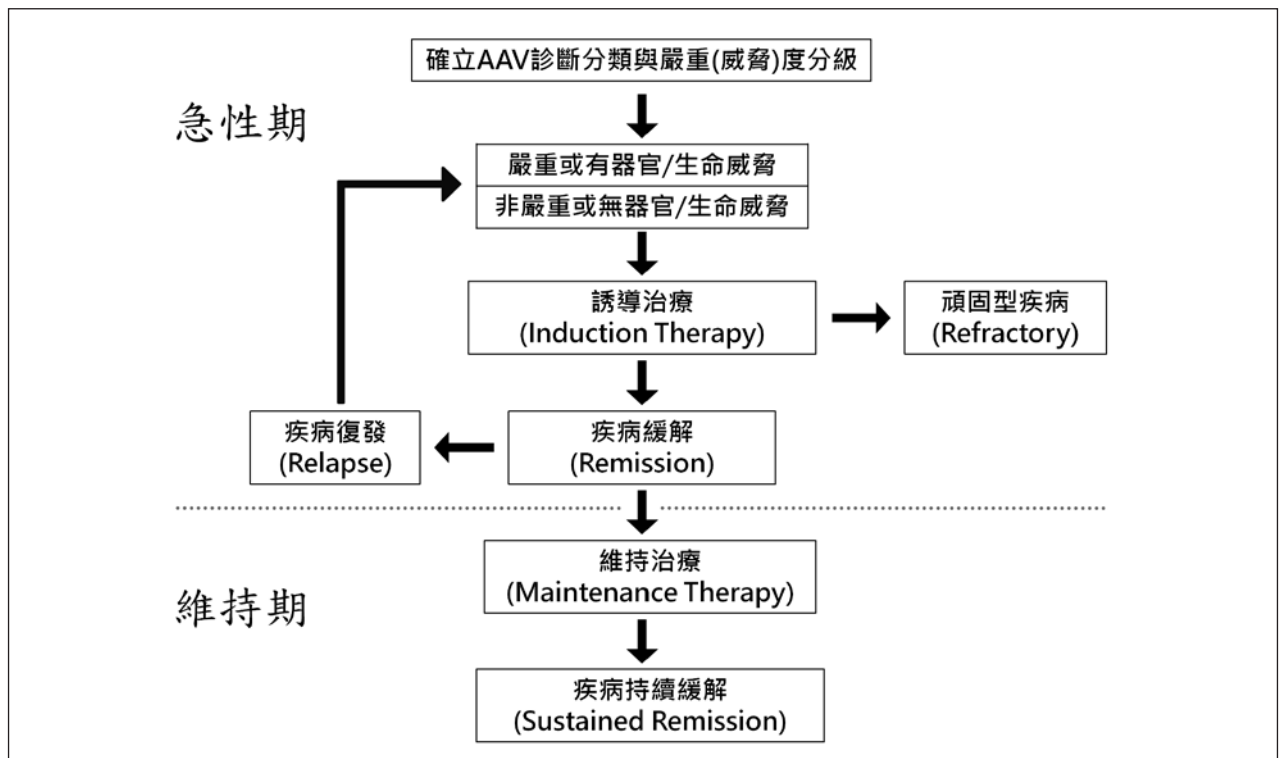 確立AAV診斷分類與嚴重(威脅)度分級
急性期
嚴重或有器官/生命威脅
非嚴重或無器官/生命威脅
誘導治療
(Induction Therapy)
頑固型疾病
(Refractory)
疾病復發
(Relapse)
疾病緩解
(Remission)
維持治療
(Maintenance Therapy)
維持期
疾病持續緩解
(Sustained Remission)